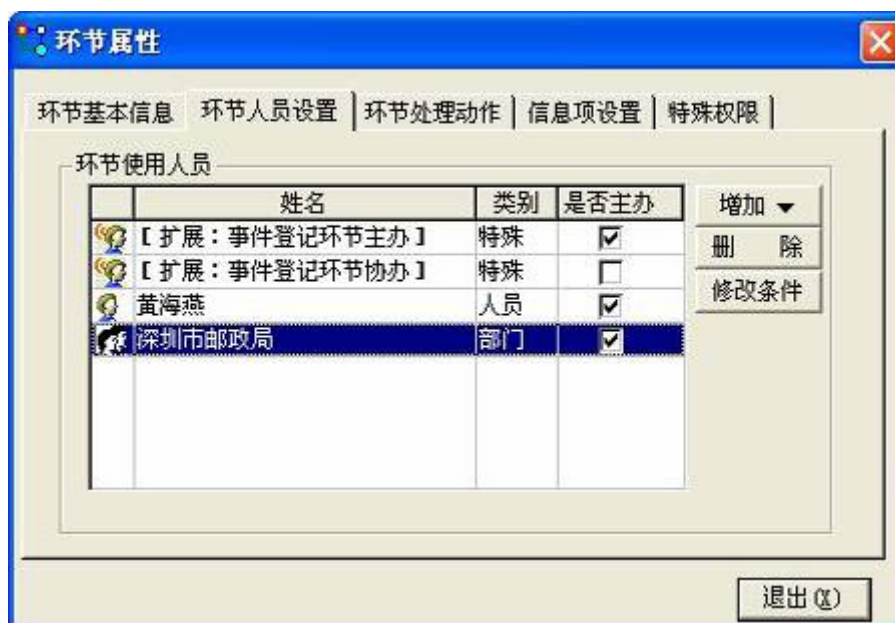 环节属性
环节基本信息 环节人员设置 环节处理动作 信息项设置 特殊权限
环节使用人员
姓名 类别 是否主办
[扩展：事件登记环节主办] 特殊
[扩展：事件登记环节协办] 特殊
黄海燕 人员
深圳市邮政局 部门
增加
删 除
修改条件
退出(X)